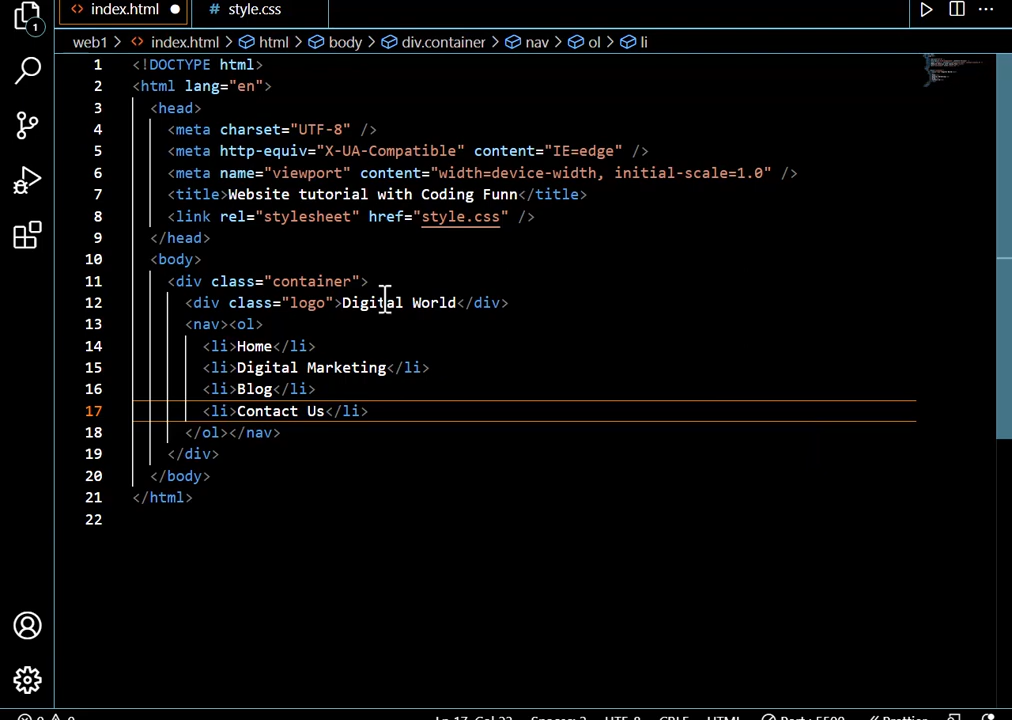 index.html
# style.css
1
web1 > index.html > html > body > div.container > nav > ol > li
1 <!DOCTYPE html>
2 <html lang="en">
3 <head>
4 <meta charset="UTF-8" />
5 <meta http-equiv="X-UA-Compatible" content="IE=edge" />
6 <meta name="viewport" content="width=device-width, initial-scale=1.0" />
7 <title>Website tutorial with Coding Funn</title>
8 <link rel="stylesheet" href="style.css" />
9 </head>
10 <body>
11 <div class="container">
12 <div class="logo">Digital World</div>
13 <nav><ol>
14 <li>Home</li>
15 <li>Digital Marketing</li>
16 <li>Blog</li>
17 <li>Contact Us</li>
18 </ol></nav>
19 </div>
20 </body>
21 </html>
22